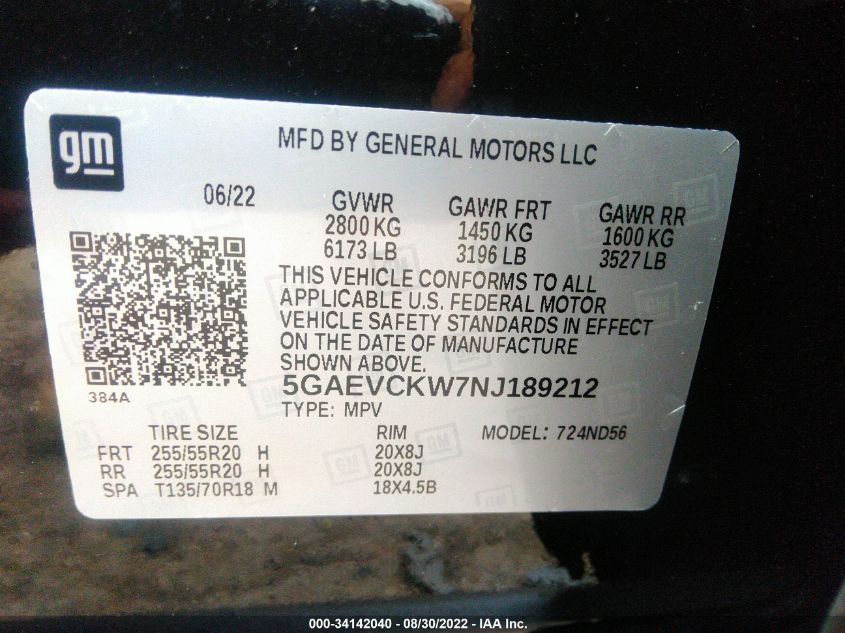 gm
MFD BY GENERAL MOTORS LLC
06/22 GVWR GAWR FRT GAWR RR
2800 KG 1450 KG 1600 KG
6173 LB 3196 LB 3527 LB
THIS VEHICLE CONFORMS TO ALL
APPLICABLE U.S. FEDERAL MOTOR
VEHICLE SAFETY STANDARDS IN EFFECT
ON THE DATE OF MANUFACTURE
SHOWN ABOVE.
5GAEVCKW7NJ189212
384A
TYPE: MPV
TIRE SIZE RIM MODEL: 724ND56
FRT 255/55R20 H 20X8J
RR 255/55R20 H 20X8J
SPA T135/70R18 M 18X4.5B
000-34142040 - 08/30/2022 - IAA Inc.